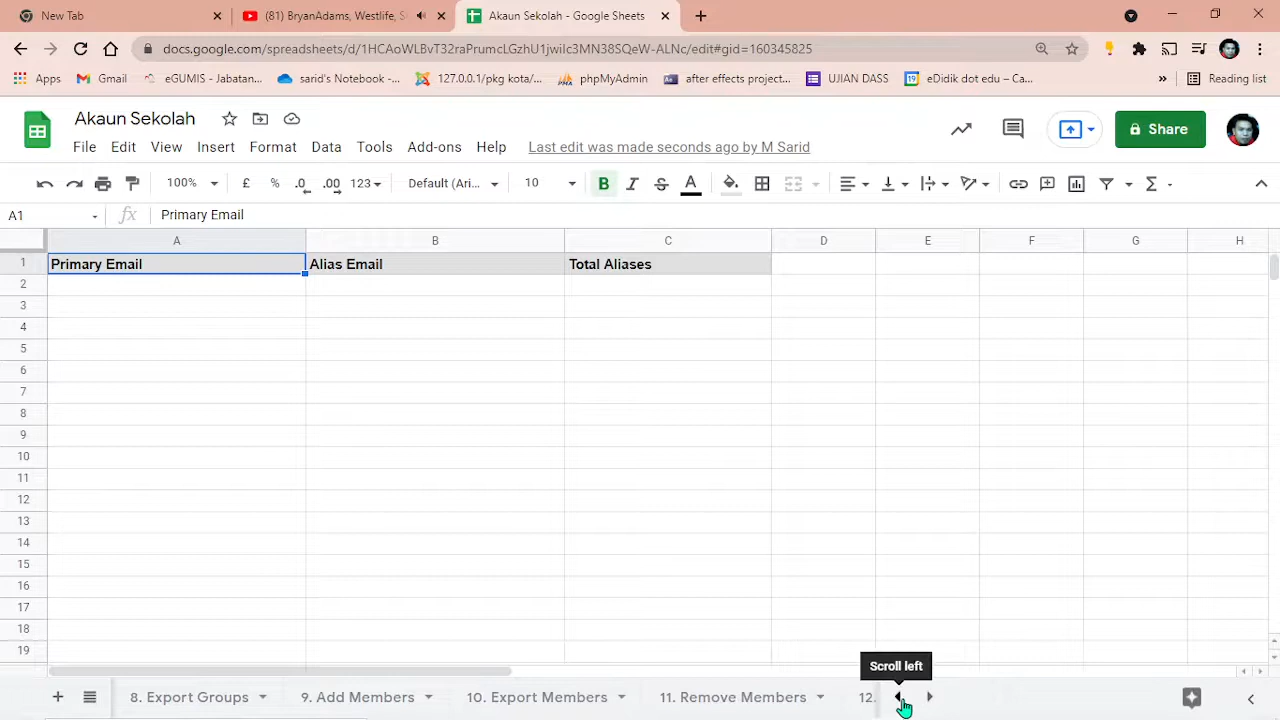 New Tab
(81) BryanAdams, Westlife, S
Akaun Sekolah - Google Sheets
docs.google.com/spreadsheets/d/1HCAoWLBvT32raPrumcLGzhU1jwiIc3MN38SQeW-ALNc/edit#gid=160345825
Apps
Gmail
eGUMIS - Jabatan...
sarid's Notebook -...
127.0.0.1/pkg kota/...
phpMyAdmin
after effects project...
UJIAN DASS
eDidik dot edu – Ca...
»
Reading list
Akaun Sekolah
File Edit View Insert Format Data Tools Add-ons Help Last edit was made seconds ago by M Sarid
Share
100% £ % .0 .00 123 Default (Ari... 10 B I S A Σ
A1 fx Primary Email
A B C D E F G H
1 Primary Email Alias Email Total Aliases
2
3
4
5
6
7
8
9
10
11
12
13
14
15
16
17
18
19
Scroll left
8. Export Groups 9. Add Members 10. Export Members 11. Remove Members 12.